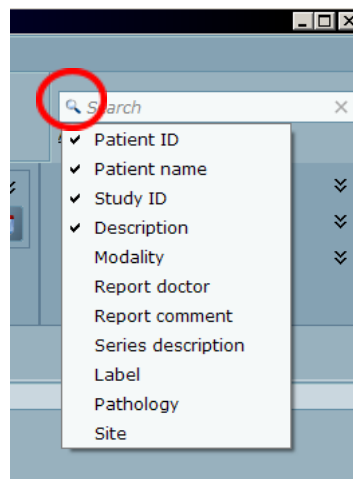 Search
Patient ID
Patient name
Study ID
Description
Modality
Report doctor
Report comment
Series description
Label
Pathology
Site